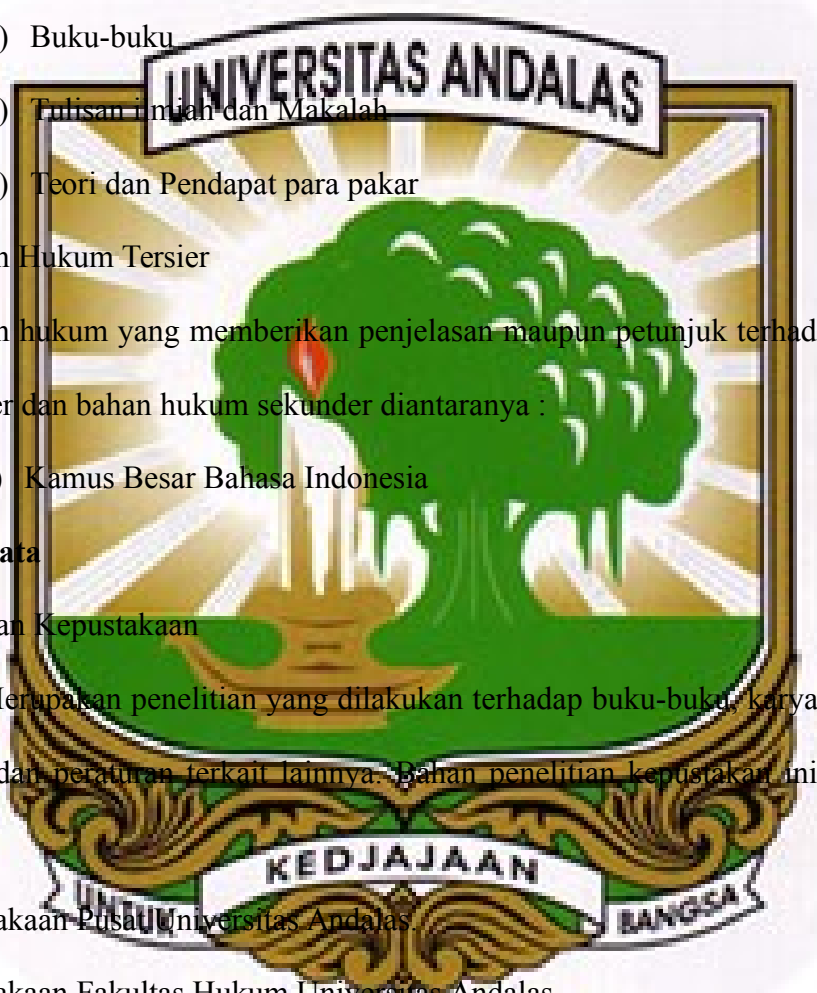 ) Buku-buku
UNIVERSITAS ANDALAS
) Tulisan ilmiah dan Makalah
) Teori dan Pendapat para pakar
n Hukum Tersier
n hukum yang memberikan penjelasan maupun petunjuk terhad
er dan bahan hukum sekunder diantaranya :
) Kamus Besar Bahasa Indonesia
ata
an Kepustakaan
Merupakan penelitian yang dilakukan terhadap buku-buku, karya
dan peraturan terkait lainnya. Bahan penelitian kepustakan ini
KEDJAJAAN
UNTUK BANGSA
akaan Pusat Universitas Andalas.
akaan Fakultas Hukum Universitas Andalas